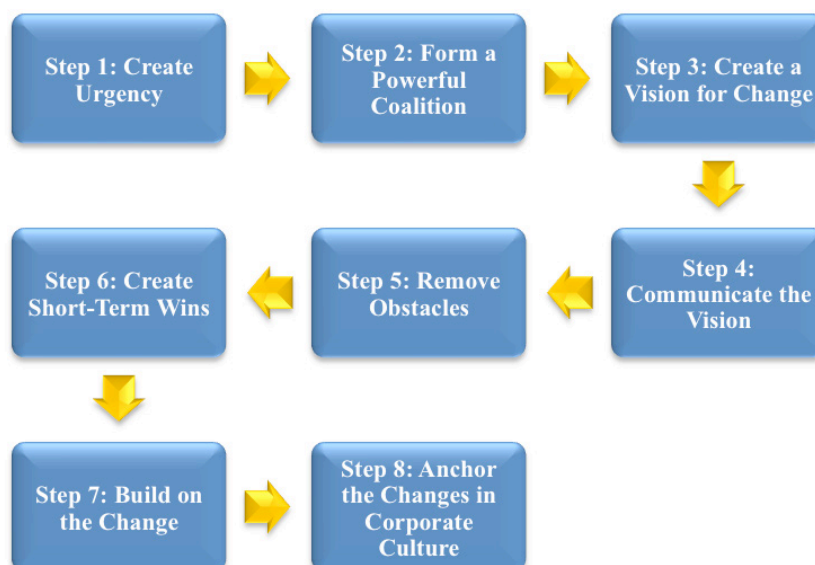 Step 1: Create
Urgency
Step 2: Form a
Powerful
Coalition
Step 3: Create a
Vision for Change
Step 4:
Communicate the
Vision
Step 5: Remove
Obstacles
Step 6: Create
Short-Term Wins
Step 7: Build on
the Change
Step 8: Anchor
the Changes in
Corporate
Culture